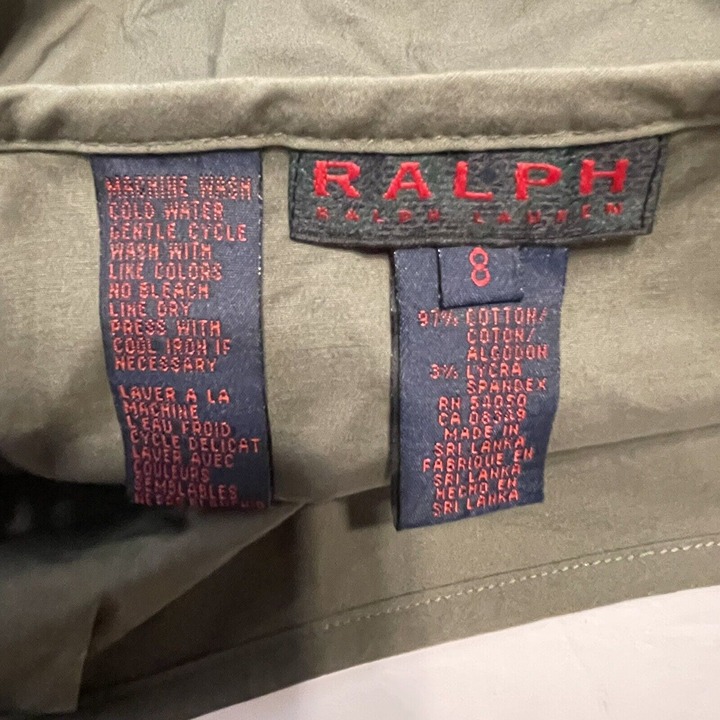 MACHINE WASH
COLD WATER
GENTLE CYCLE
WASH WITH
LIKE COLORS
NO BLEACH
LINE DRY
PRESS WITH
COOL IRON IF
NECESSARY
LAVER A LA
MACHINE
L'EAU FROID
CYCLE DELICAT
LAVER AVEC
COULEURS
SEMBLABLES
RALPH
RALPH LAUREN
8
97% COTTON/
COTON/
ALGODON
3% LYCRA
SPANDEX
RN 54050
CA 08349
MADE IN
SRI LANKA
FABRIQUE EN
SRI LANKA
HECHO EN
SRI LANKA